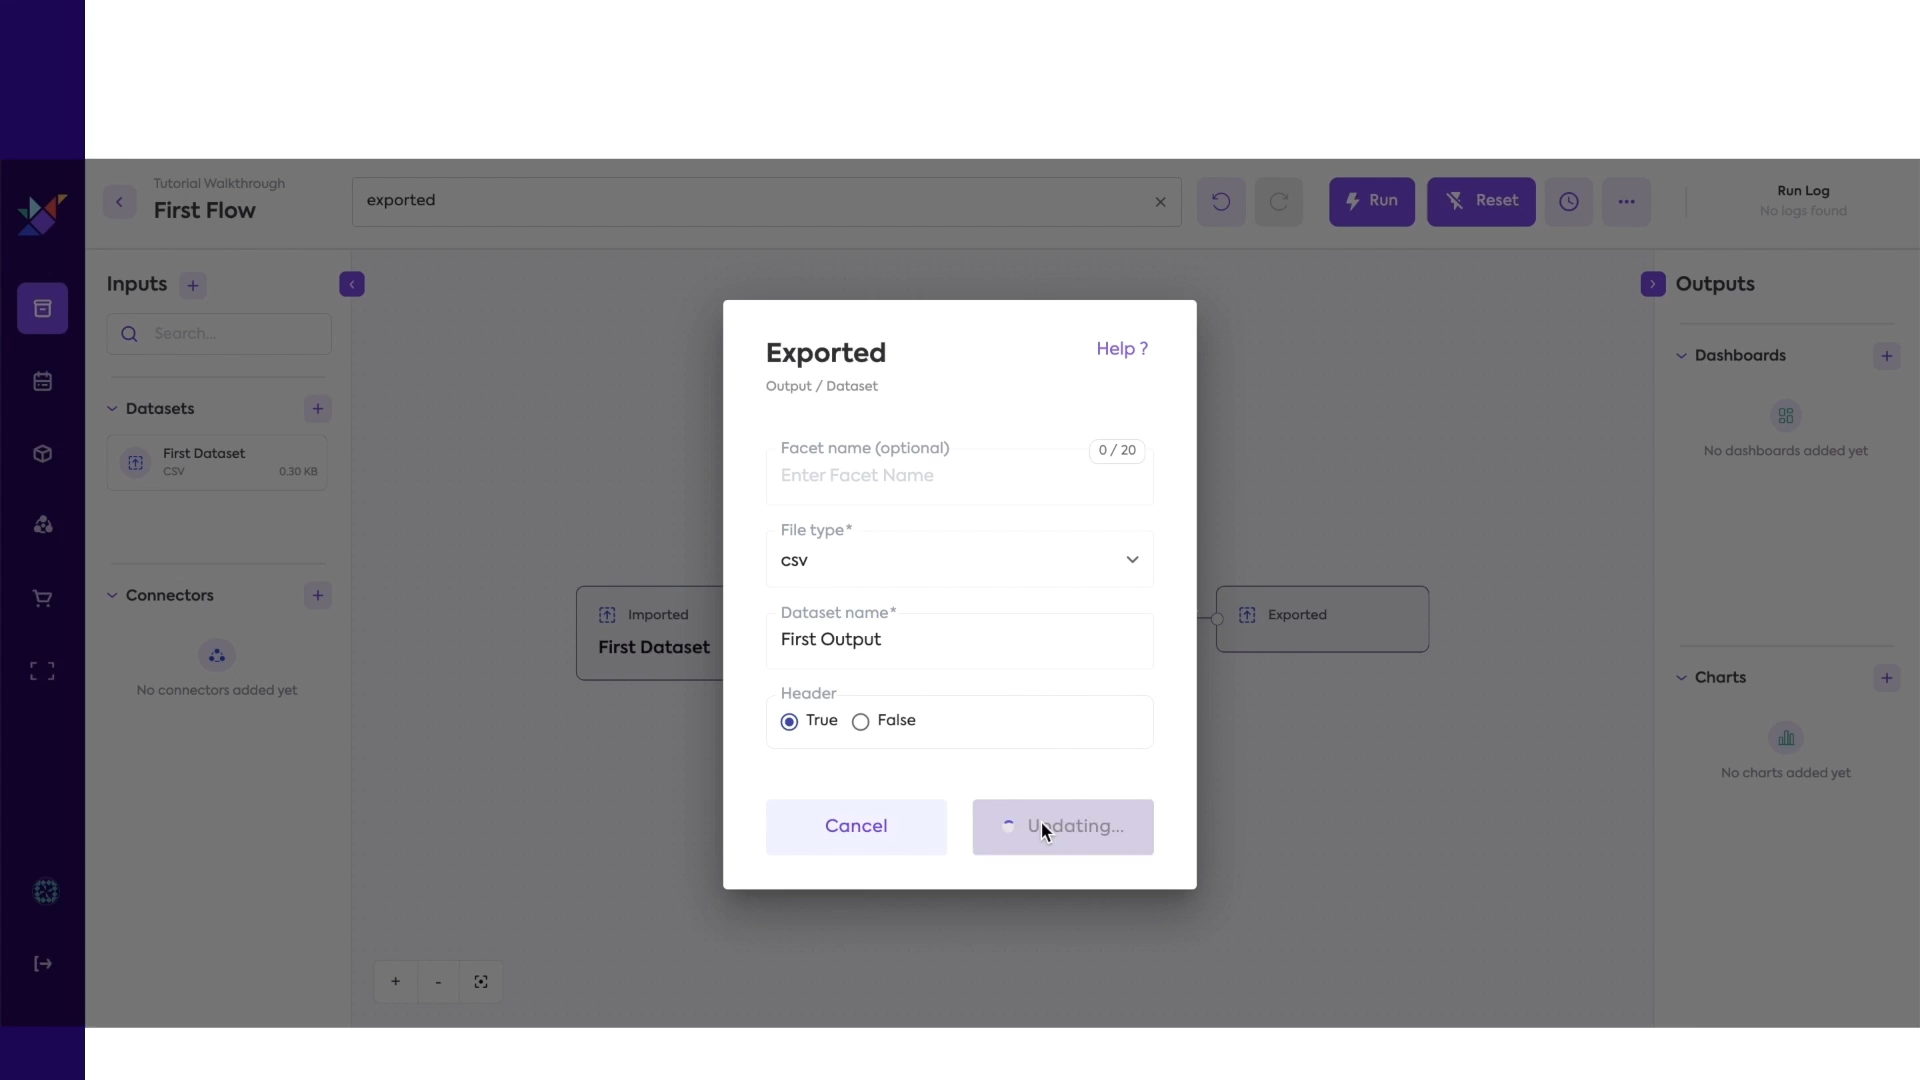 Tutorial Walkthrough
First Flow
exported
Run
Reset
Run Log
No logs found
Inputs
Search...
Datasets
First Dataset
CSV
0.30 KB
Connectors
No connectors added yet
Imported
First Dataset
Exported
Help ?
Output / Dataset
Facet name (optional)
0 / 20
Enter Facet Name
File type*
csv
Dataset name*
First Output
Header
True
False
Cancel
Updating...
Exported
Outputs
Dashboards
No dashboards added yet
Charts
No charts added yet